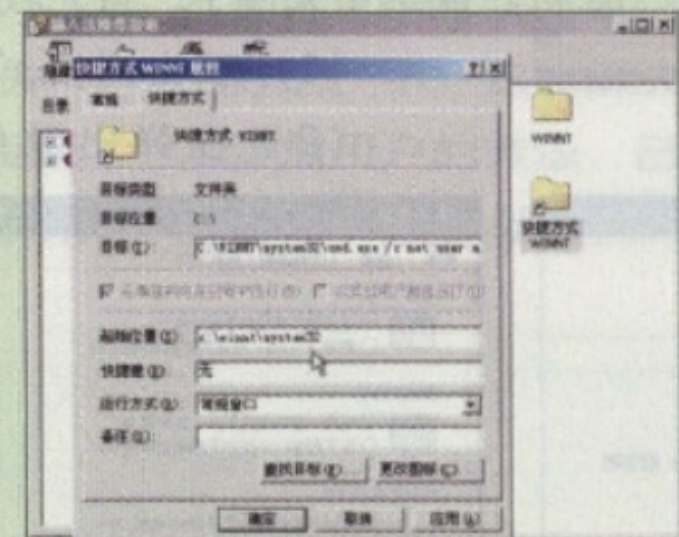 快捷方式 WINNT 属性
常规 快捷方式
快捷方式 WINNT
目标类型 文件夹
目标位置 C:\
目标(T): C:\WINNT\system32\cmd.exe /c net user a
起始位置(S): c:\winnt\system32
快捷键(K): 无
运行方式(R): 常规窗口
备注(O):
查找目标(F) 更改图标(C)
确定 取消 应用(A)
WINNT
快捷方式
WINNT
目录